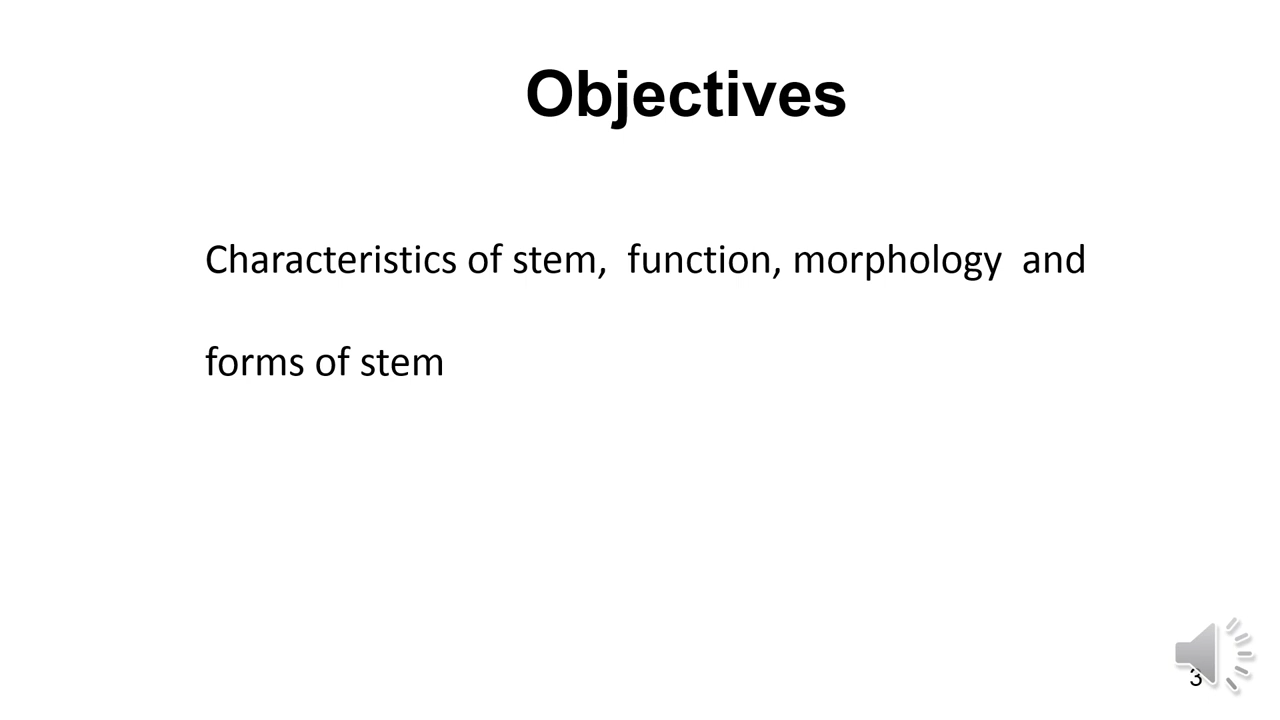 Objectives
Characteristics of stem, function, morphology and
forms of stem
3